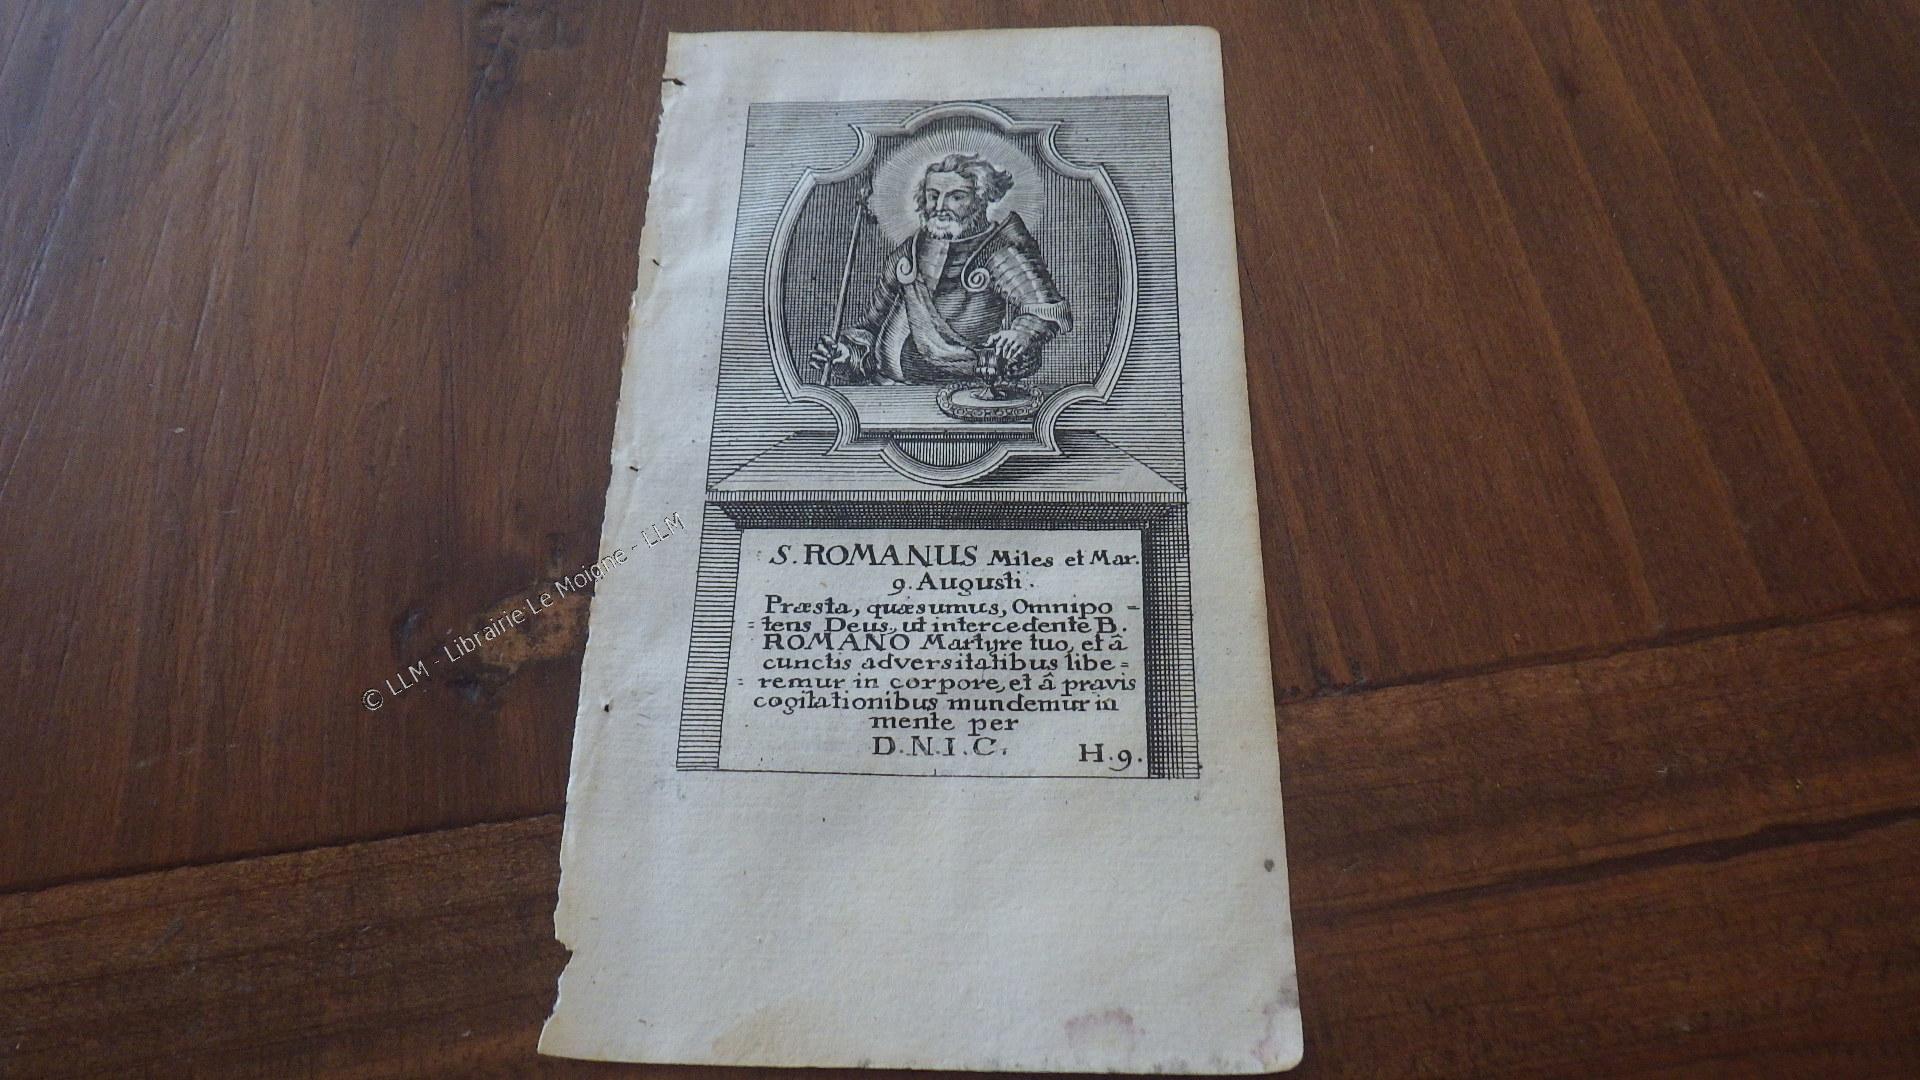 S. ROMANUS Miles et Mar.
9. Augusti.
Præsta, quæsumus, Omnipo =
= tens Deus, ut intercedente B.
ROMANO Martyre tuo, et â
cunctis adversitatibus libe =
= remur in corpore, et â pravis
cogitationibus mundemur in
mente per
D.N.I.C.
H.9.
© LLM - Librairie Le Moigne - LLM